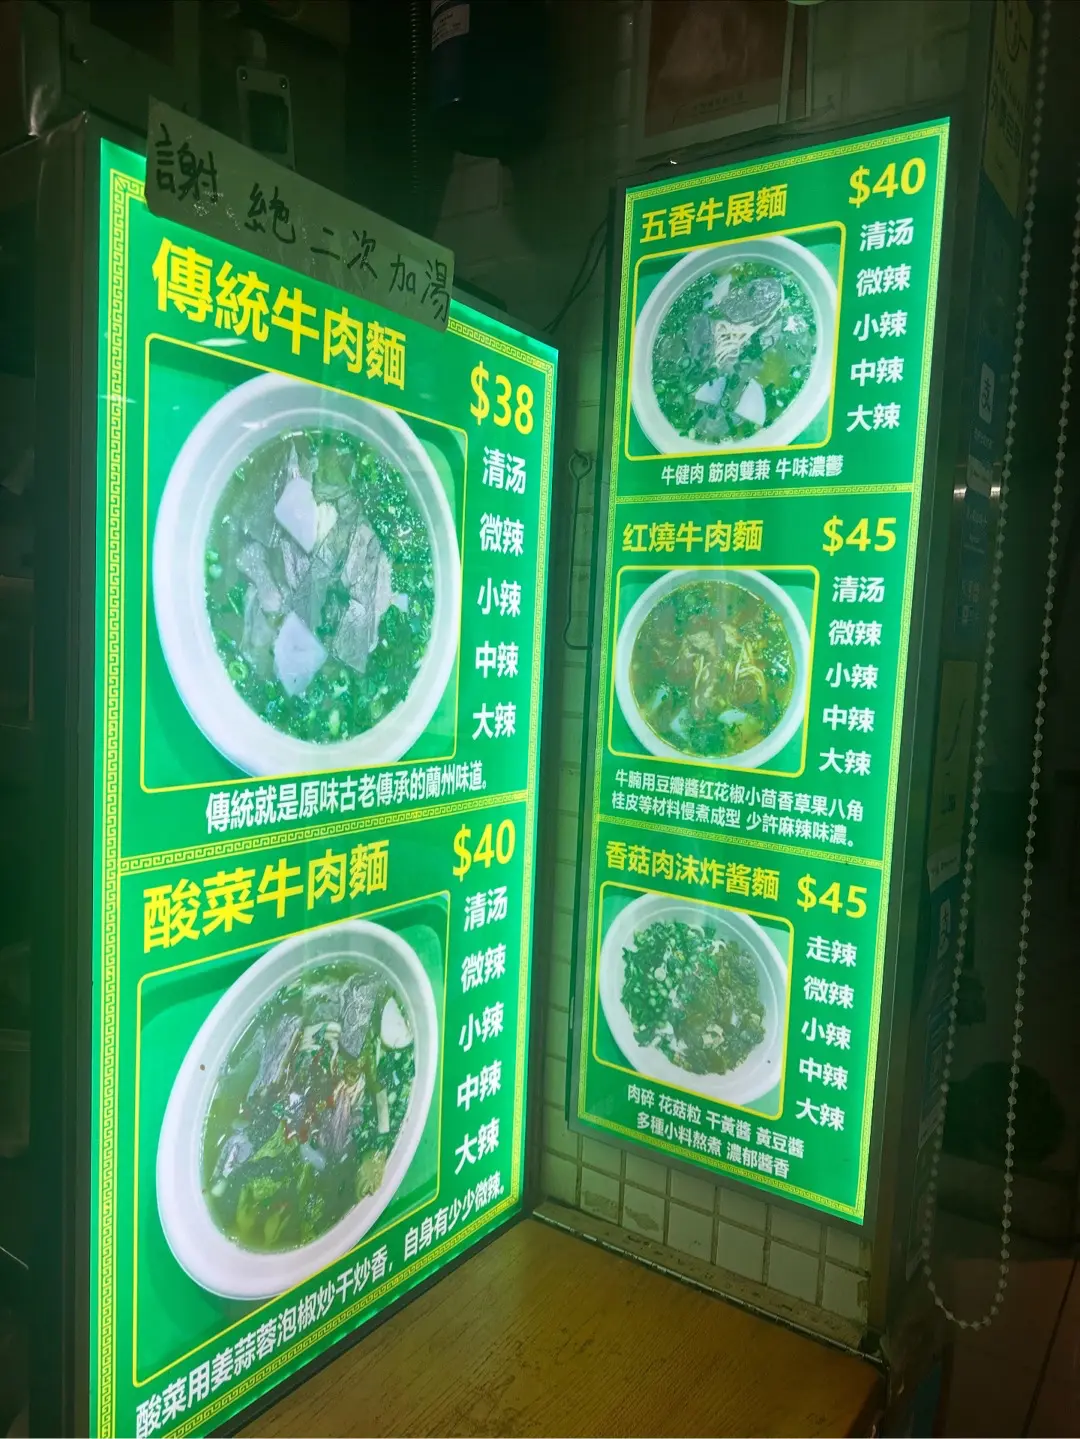 謝絶二次加湯
傳統牛肉麵
$38
清汤
微辣
小辣
中辣
大辣
傳統就是原味古老傳承的蘭州味道。
酸菜牛肉麵
$40
清汤
微辣
小辣
中辣
大辣
酸菜用姜蒜蓉泡椒炒干炒香，自身有少少微辣。
五香牛展麵
$40
清汤
微辣
小辣
中辣
大辣
牛健肉 筋肉雙兼 牛味濃鬱
红燒牛肉麵
$45
清汤
微辣
小辣
中辣
大辣
牛腩用豆瓣醬红花椒小茴香草果八角
桂皮等材料慢煮成型 少許麻辣味濃。
香菇肉沫炸酱麵
$45
走辣
微辣
小辣
中辣
大辣
肉碎 花菇粒 干黃醬 黃豆醬
多種小料熬煮 濃郁醬香
支